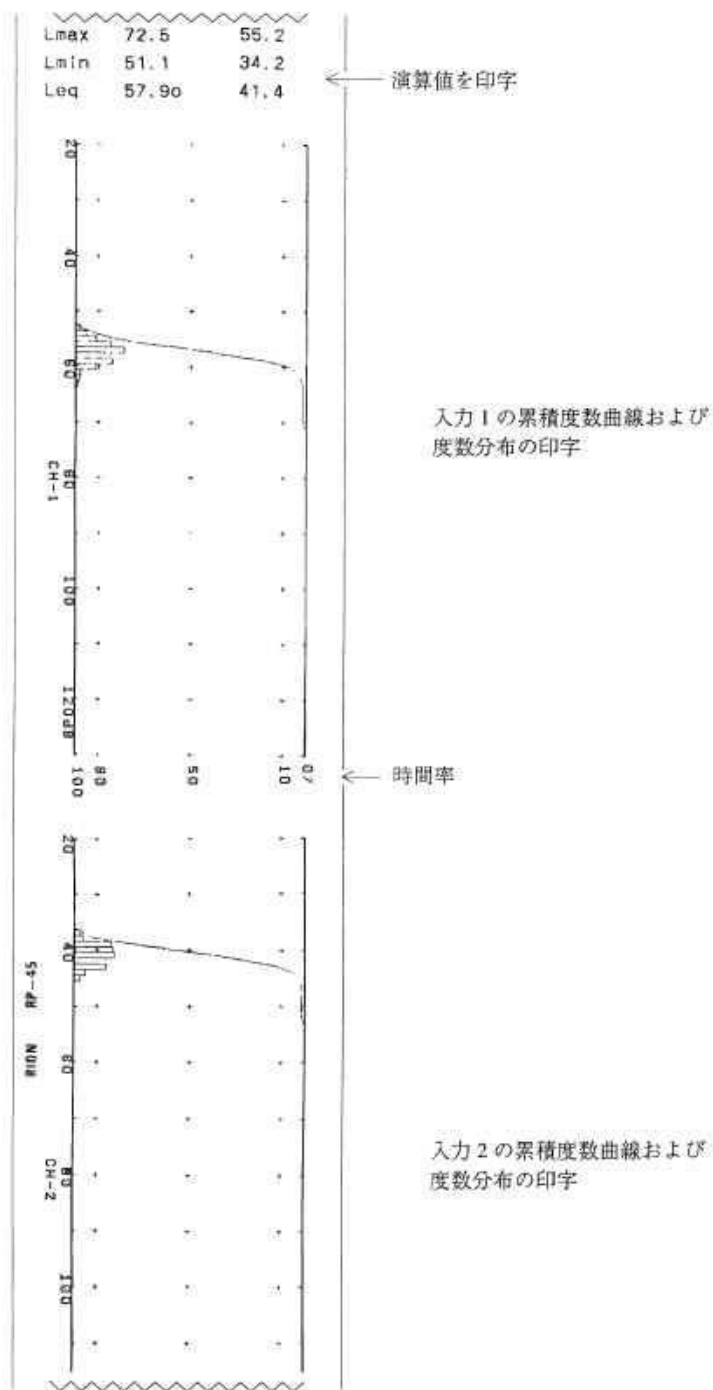 Lmax 72.5 55.2
Lmin 51.1 34.2
Leq 57.9o 41.4
演算値を印字
20
40
60
80
100
120dB
CH-1
入力1の累積度数曲線および
度数分布の印字
100 90 50 10 0%
時間率
20
40
60
80
100
CH-2
RION RP-45
入力2の累積度数曲線および
度数分布の印字